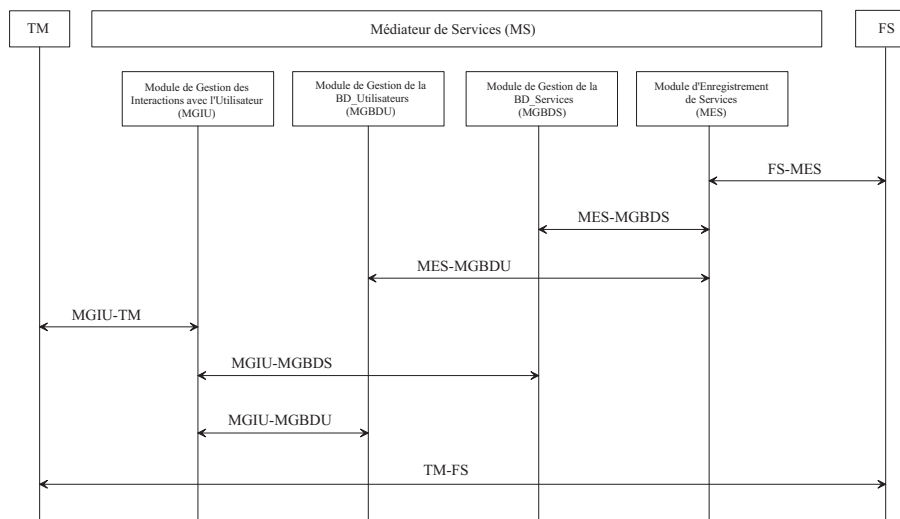 TM
Médiateur de Services (MS)
FS
Module de Gestion des
Interactions avec l'Utilisateur
(MGIU)
Module de Gestion de la
BD_Utilisateurs
(MGBDU)
Module de Gestion de la
BD_Services
(MGBDS)
Module d'Enregistrement
de Services
(MES)
FS-MES
MES-MGBDS
MES-MGBDU
MGIU-TM
MGIU-MGBDS
MGIU-MGBDU
TM-FS